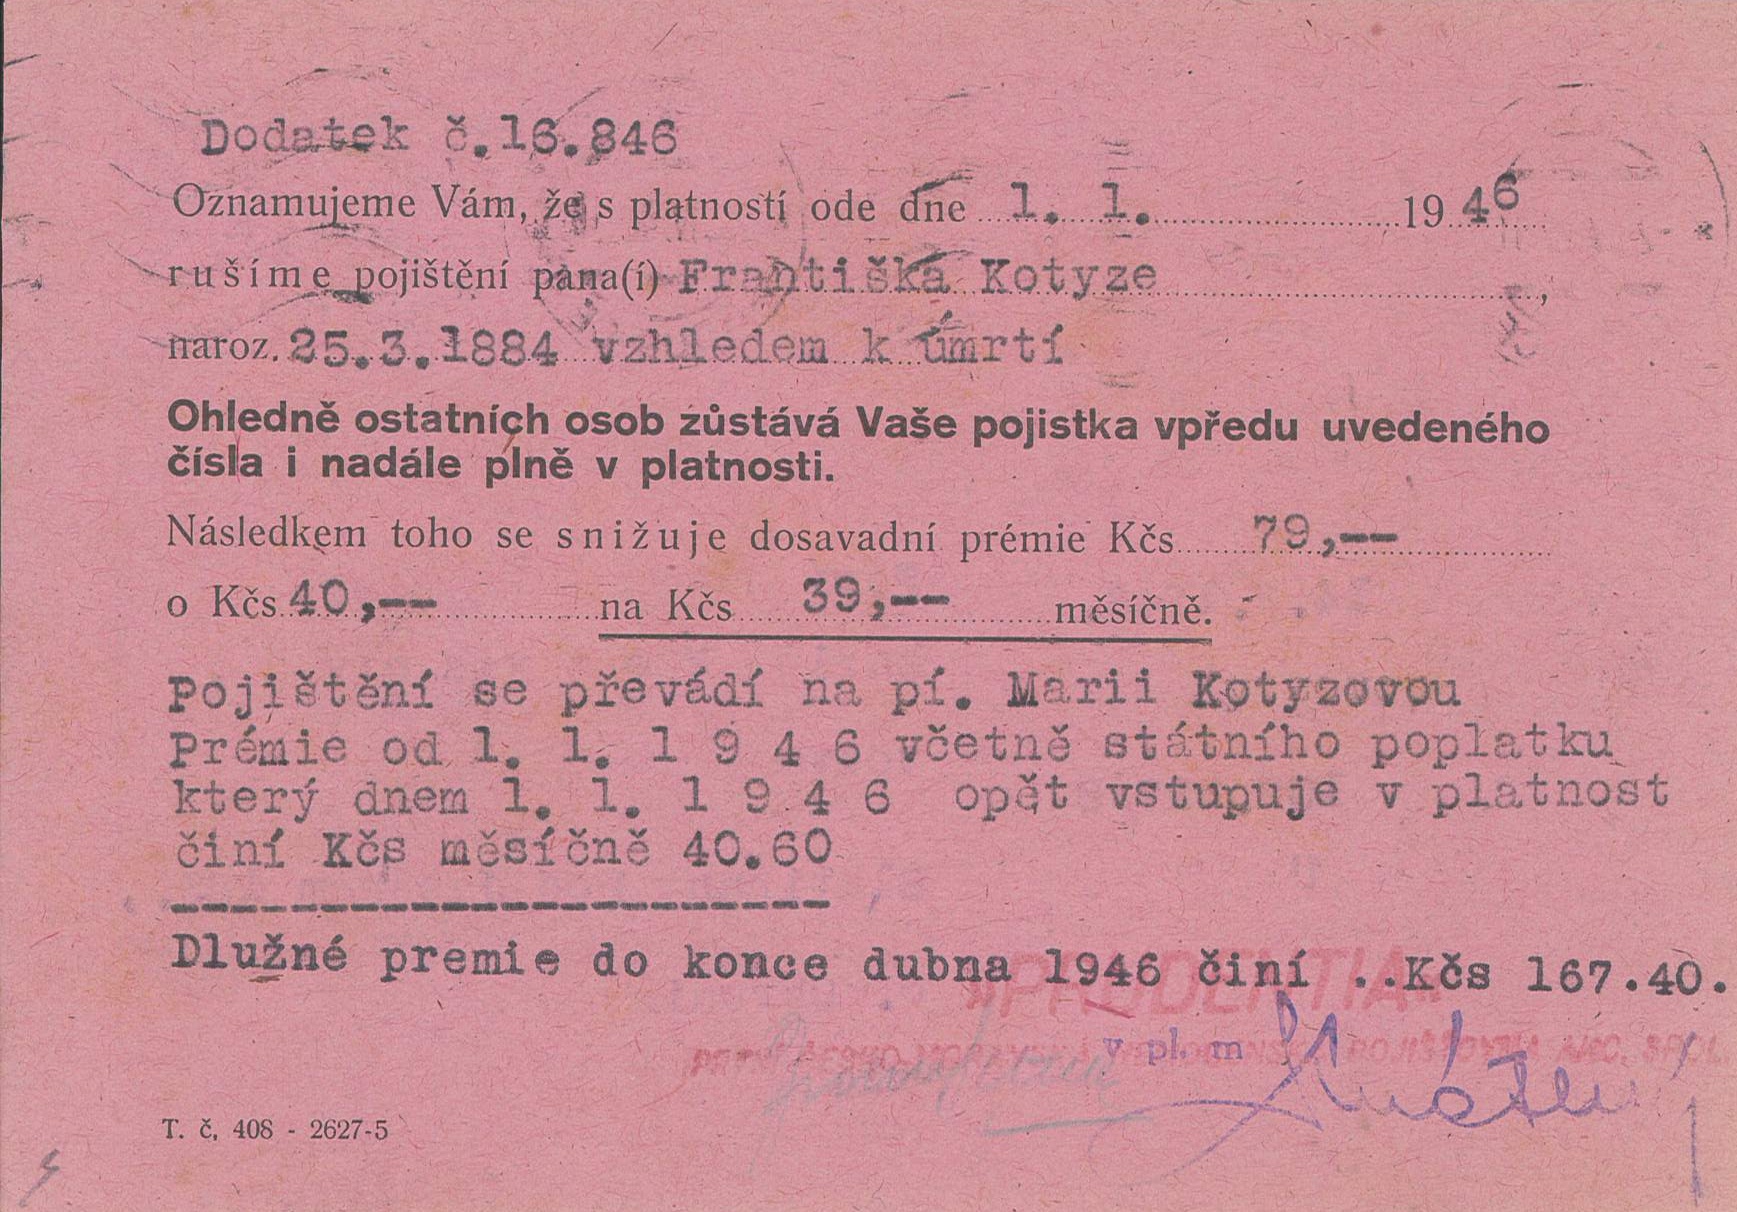 Dodatek č.16.846
Oznamujeme Vám, že s platností ode dne 1. 1. 1946
rušíme pojištění pana(í) Františka Kotyze,
naroz. 25.3.1884 vzhledem k úmrtí
Ohledně ostatních osob zůstává Vaše pojistka vpředu uvedeného
čísla i nadále plně v platnosti.
Následkem toho se snižuje dosavadní prémie Kčs 79,--
o Kčs 40,-- na Kčs 39,-- měsíčně.
Pojištění se převádí na pí. Marii Kotyzovou
Prémie od 1. 1. 1 9 4 6 včetně státního poplatku
který dnem 1. 1. 1 9 4 6 opět vstupuje v platnost
činí Kčs měsíčně 40.60
Dlužné premie do konce dubna 1946 činí ..Kčs 167.40.
»PRUDENTIA«
v pl. m
T. č. 408 - 2627-5